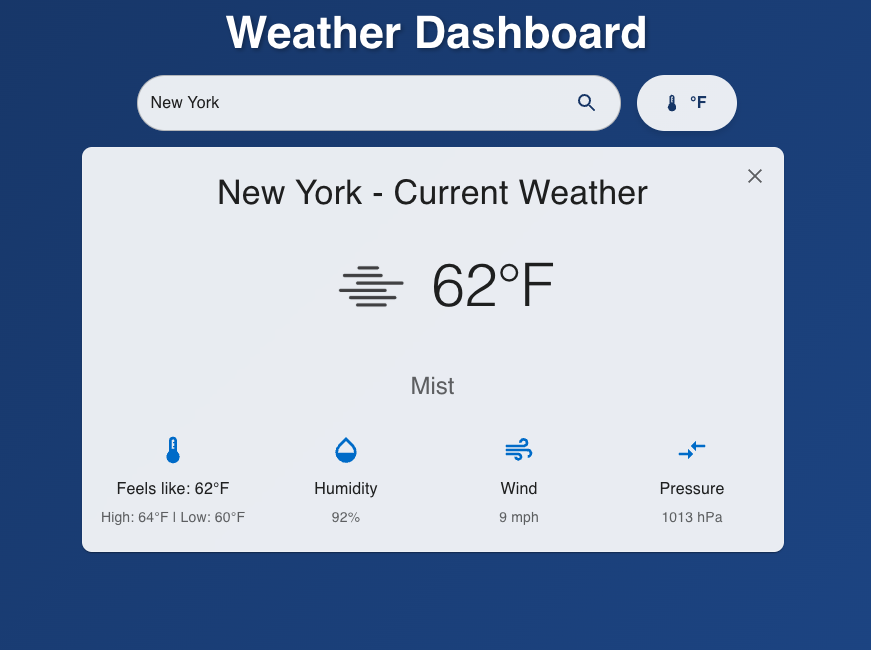 Weather Dashboard
New York
°F
New York - Current Weather
62°F
Mist
Feels like: 62°F
High: 64°F | Low: 60°F
Humidity
92%
Wind
9 mph
Pressure
1013 hPa